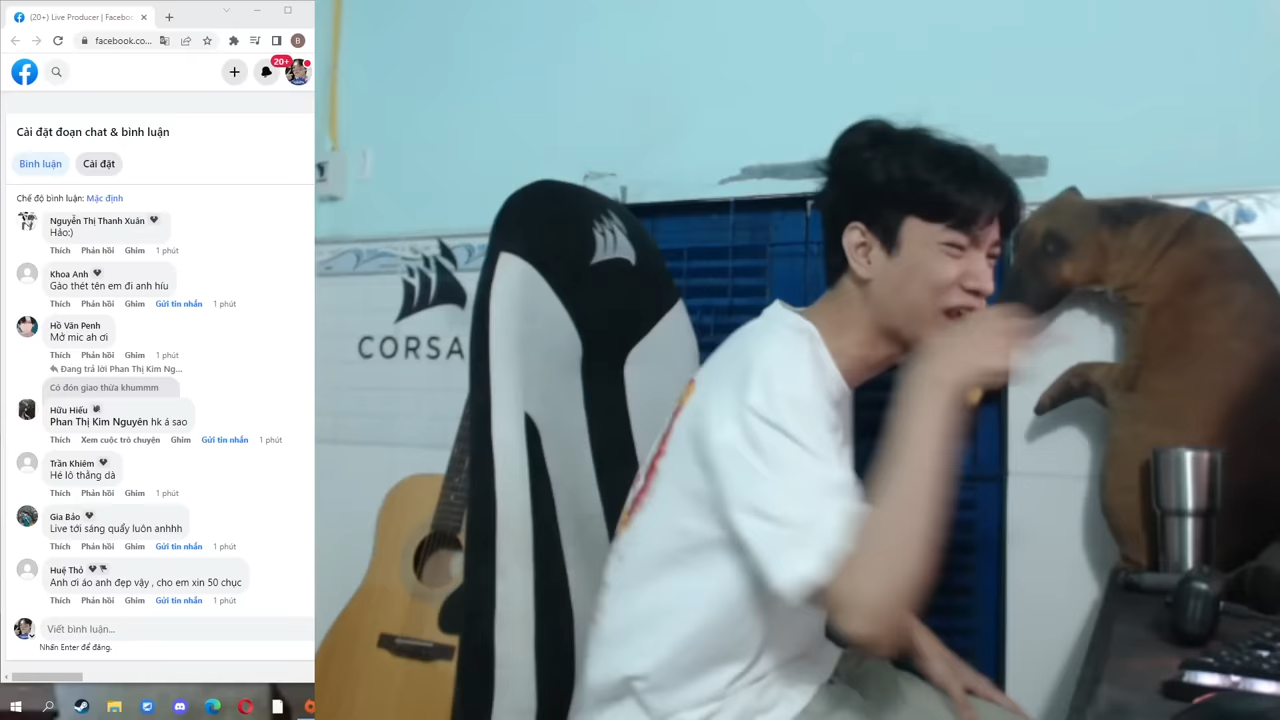 (20+) Live Producer | Facebo
facebook.co...
B
20+
Cài đặt đoạn chat & bình luận
Bình luận
Cài đặt
Chế độ bình luận: Mặc định
Nguyễn Thị Thanh Xuân
Háo:)
Thích Phản hồi Ghim 1 phút
Khoa Anh
Gào thét tên em đi anh híu
Thích Phản hồi Ghim Gửi tin nhắn 1 phút
Hồ Văn Penh
Mở mic ah ơi
Thích Phản hồi Ghim 1 phút
Đang trả lời Phan Thị Kim Ng...
Có đón giao thừa khummm
Hữu Hiếu
Phan Thị Kim Nguyên hk á sao
Thích Xem cuộc trò chuyện Ghim Gửi tin nhắn 1 phút
Trần Khiêm
Hé lô thằng dà
Thích Phản hồi Ghim 1 phút
Gia Bảo
Live tới sáng quẩy luôn anhhh
Thích Phản hồi Ghim Gửi tin nhắn 1 phút
Huệ Thỏ
Anh ơi áo anh đẹp vậy , cho em xin 50 chục
Thích Phản hồi Ghim Gửi tin nhắn 1 phút
Viết bình luận...
Nhấn Enter để đăng.
CORSA